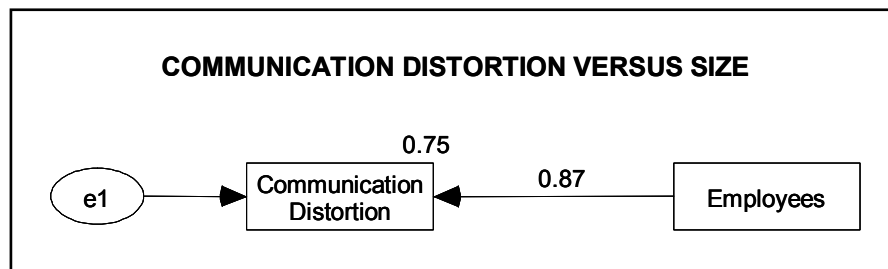 COMMUNICATION DISTORTION VERSUS SIZE
0.75
e1
Communication
Distortion
0.87
Employees